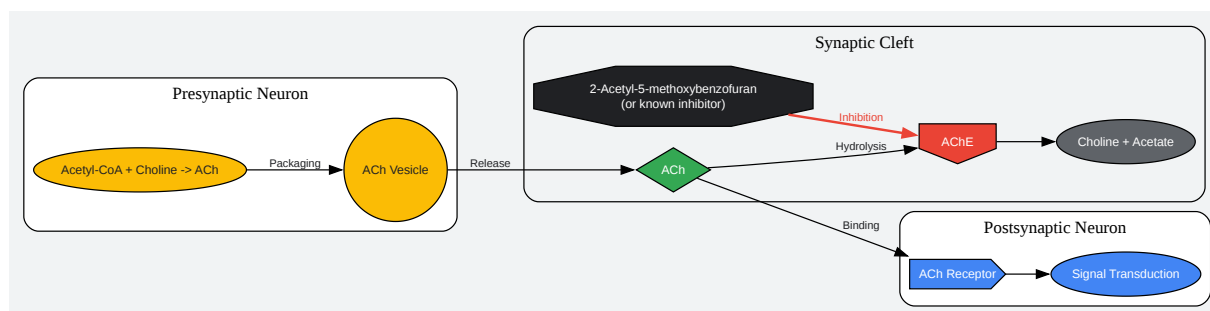 Synaptic Cleft
Presynaptic Neuron
2-Acetyl-5-methoxybenzofuran
(or known inhibitor)
Inhibition
AChE
Choline + Acetate
Hydrolysis
Acetyl-CoA + Choline -> ACh
Packaging
ACh Vesicle
Release
ACh
Binding
Postsynaptic Neuron
ACh Receptor
Signal Transduction